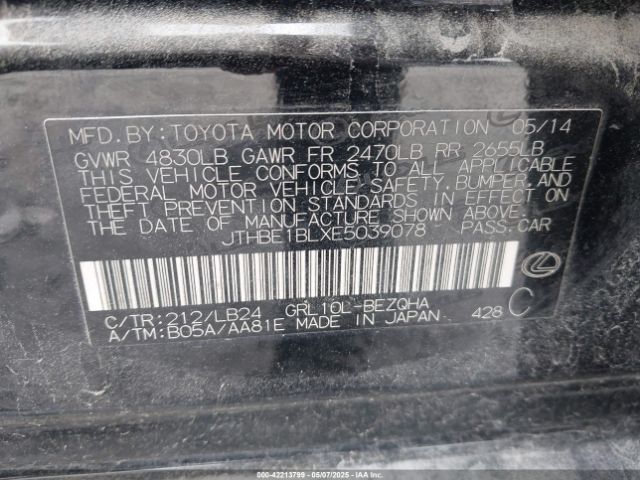 MFD.BY:TOYOTA MOTOR CORPORATION 05/14
GVWR 4830LB GAWR FR 2470LB RR 2655LB
THIS VEHICLE CONFORMS TO ALL APPLICABLE
FEDERAL MOTOR VEHICLE SAFETY,BUMPER,AND
THEFT PREVENTION STANDARDS IN EFFECT ON
THE DATE OF MANUFACTURE SHOWN ABOVE.
JTHBE1BLXE5039078 PASS.CAR
C/TR:212/LB24 GRL10L-BEZQHA
A/TM:B05A/AA81E MADE IN JAPAN 428 C
000-42213799 - 05/07/2025 - IAAI.COM